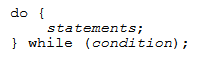 do {
    statements;
} while (condition);